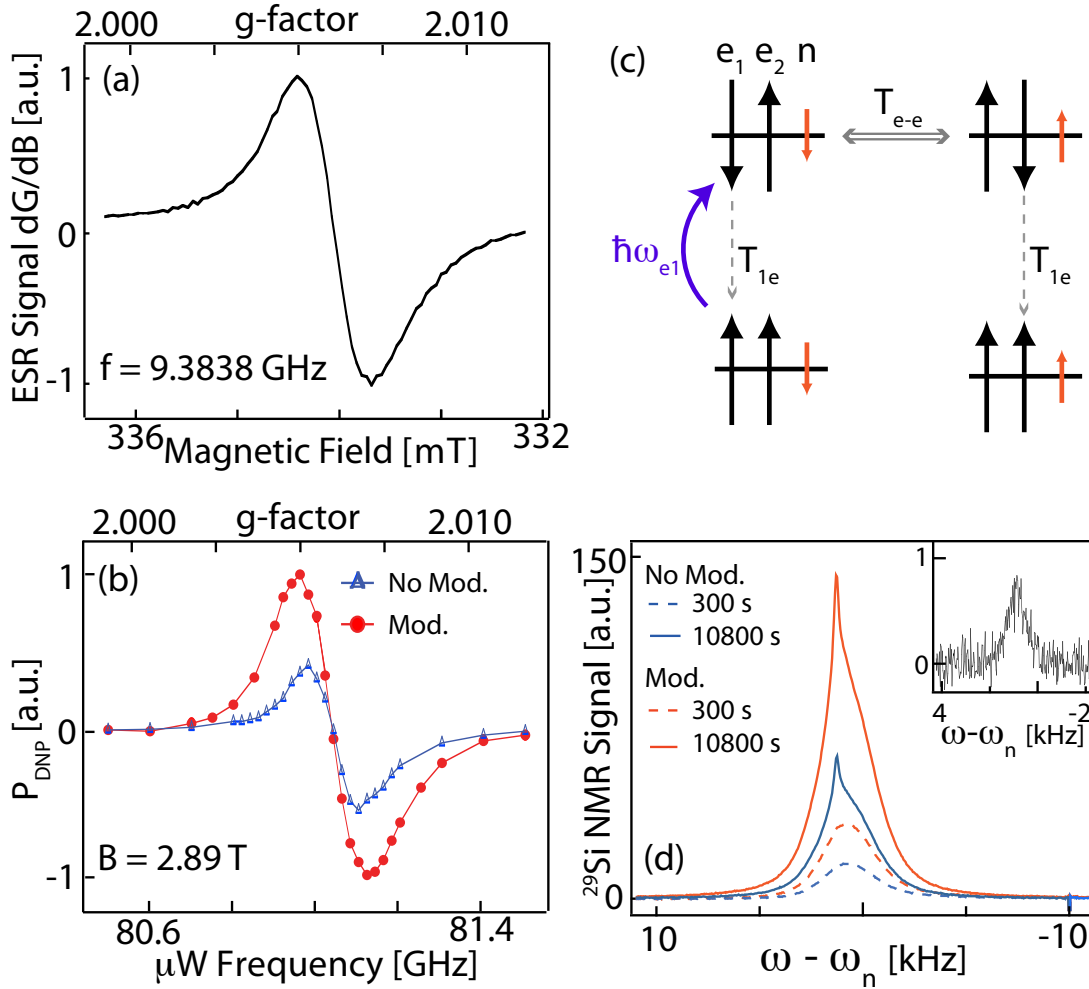 2.000 g-factor 2.010
(a)
ESR Signal dG/dB [a.u.]
1
0
-1
f = 9.3838 GHz
336 332
Magnetic Field [mT]
(c)
e1 e2 n
Te-e
ħωe1
T1e
T1e
2.000 g-factor 2.010
(b)
PDNP [a.u.]
1
0
-1
No Mod.
Mod.
B = 2.89 T
80.6 81.4
μW Frequency [GHz]
150
0
29Si NMR Signal [a.u.]
No Mod.
300 s
10800 s
Mod.
300 s
10800 s
(d)
1
0
4 -2
ω-ωn [kHz]
10 -10
ω - ωn [kHz]